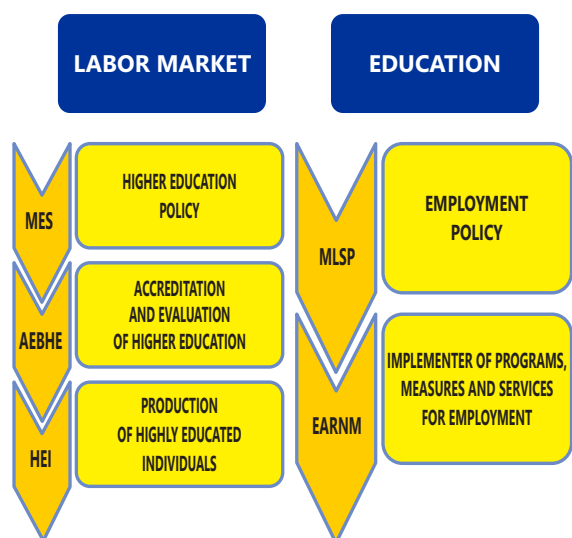 LABOR MARKET
MES
HIGHER EDUCATION
POLICY
AEBHE
ACCREDITATION
AND EVALUATION
OF HIGHER EDUCATION
HEI
PRODUCTION
OF HIGHLY EDUCATED
INDIVIDUALS
EDUCATION
MLSP
EMPLOYMENT
POLICY
EARNM
IMPLEMENTER OF PROGRAMS,
MEASURES AND SERVICES
FOR EMPLOYMENT